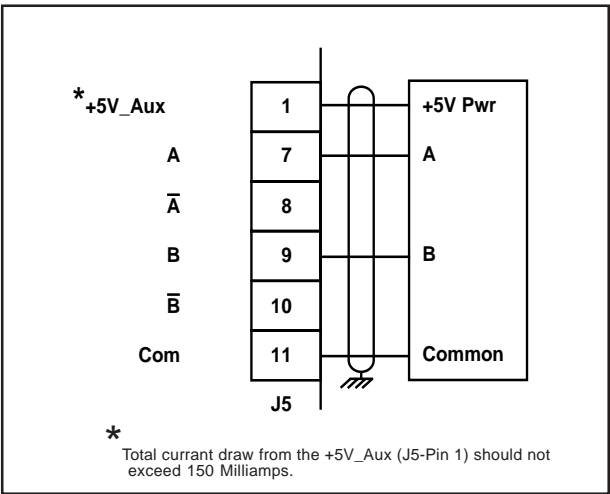 *+5V_Aux 1 +5V Pwr
A 7 A
A̅ 8
B 9 B
B̅ 10
Com 11 Common
J5
*
Total currant draw from the +5V_Aux (J5-Pin 1) should not
exceed 150 Milliamps.